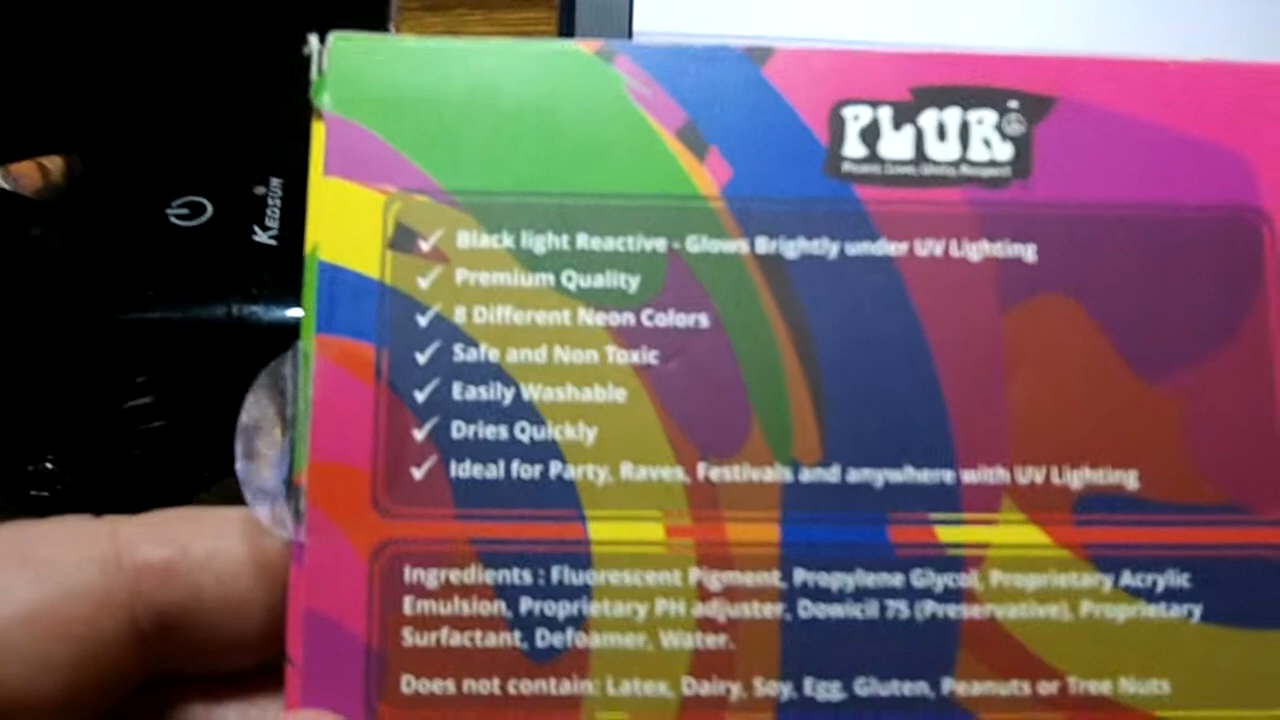 PLUR
Peace, Love, Unity, Respect
KEDSUM
Black light Reactive - Glows Brightly under UV Lighting
Premium Quality
8 Different Neon Colors
Safe and Non Toxic
Easily Washable
Dries Quickly
Ideal for Party, Raves, Festivals and anywhere with UV Lighting
Ingredients : Fluorescent Pigment, Propylene Glycol, Proprietary Acrylic
Emulsion, Proprietary PH adjuster, Dowicil 75 (Preservative), Proprietary
Surfactant, Defoamer, Water.
Does not contain: Latex, Dairy, Soy, Egg, Gluten, Peanuts or Tree Nuts